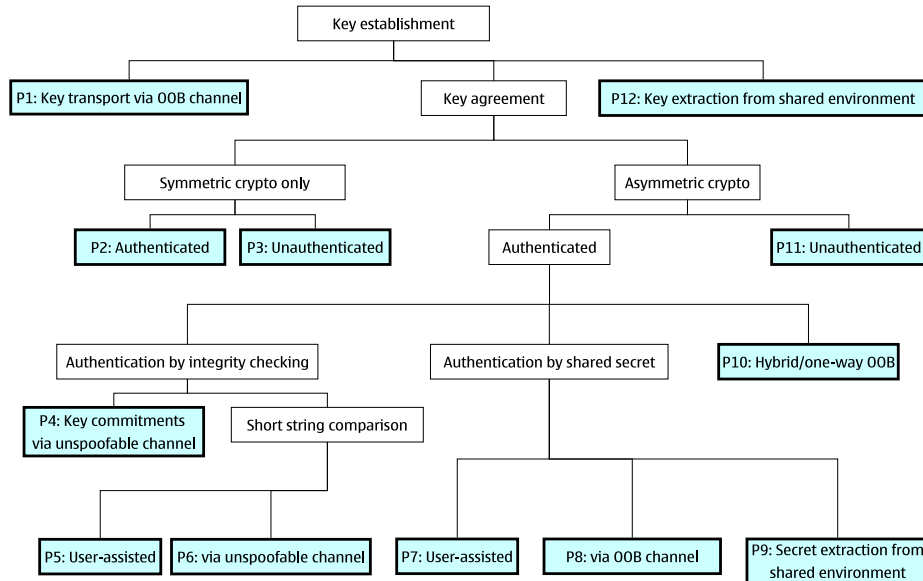 Key establishment
P1: Key transport via OOB channel
Key agreement
P12: Key extraction from shared environment
Symmetric crypto only
Asymmetric crypto
P2: Authenticated
P3: Unauthenticated
Authenticated
P11: Unauthenticated
Authentication by integrity checking
Authentication by shared secret
P10: Hybrid/one-way OOB
P4: Key commitments
via unspoofable channel
Short string comparison
P5: User-assisted
P6: via unspoofable channel
P7: User-assisted
P8: via OOB channel
P9: Secret extraction from
shared environment